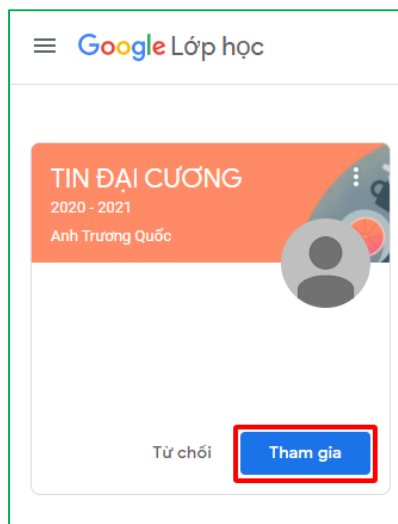 Google Lớp học
TIN ĐẠI CƯƠNG
2020 - 2021
Anh Trương Quốc
Từ chối
Tham gia